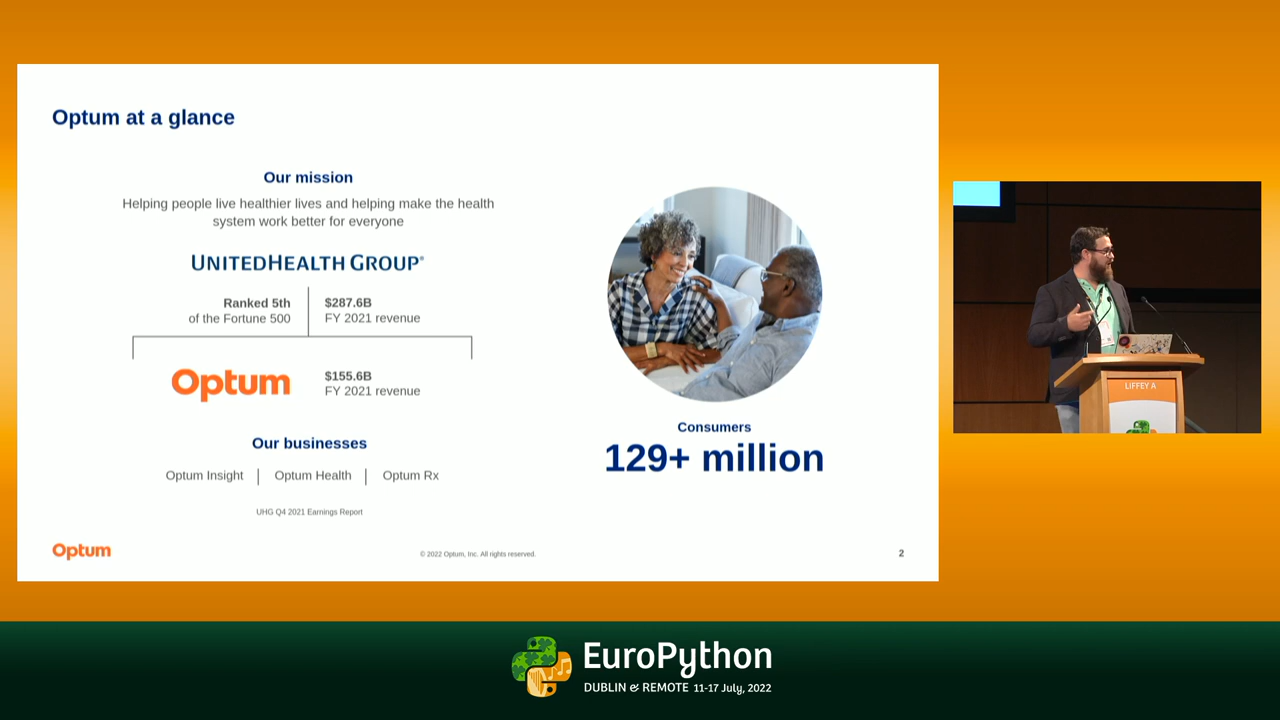 Optum at a glance
Our mission
Helping people live healthier lives and helping make the health
system work better for everyone
UNITEDHEALTH GROUP®
Ranked 5th
of the Fortune 500
$287.6B
FY 2021 revenue
Optum
$155.6B
FY 2021 revenue
Our businesses
Optum Insight | Optum Health | Optum Rx
UHG Q4 2021 Earnings Report
Consumers
129+ million
Optum
© 2022 Optum, Inc. All rights reserved.
2
LIFFEY A
EuroPython
DUBLIN & REMOTE 11-17 July, 2022